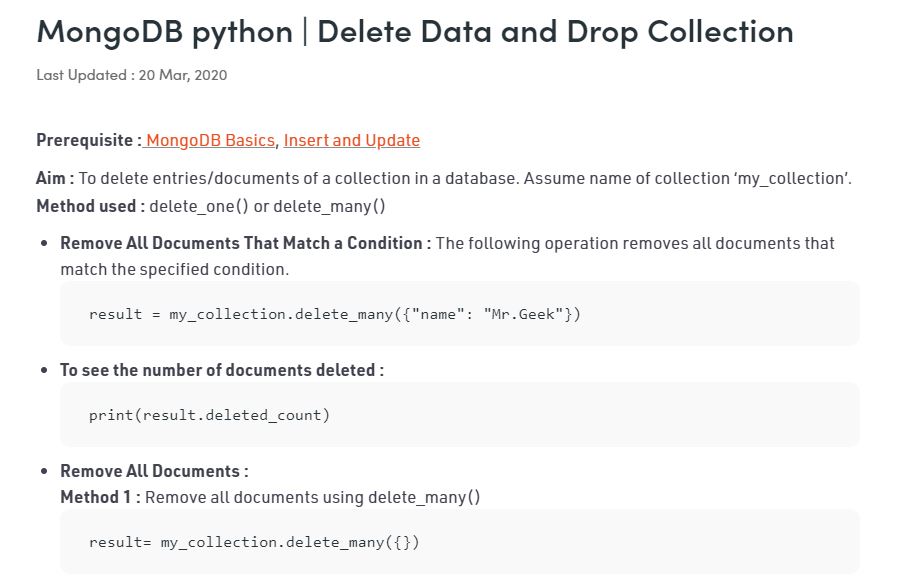 MongoDB python | Delete Data and Drop Collection
Last Updated : 20 Mar, 2020
Prerequisite : MongoDB Basics, Insert and Update
Aim : To delete entries/documents of a collection in a database. Assume name of collection ‘my_collection’.
Method used : delete_one() or delete_many()
• Remove All Documents That Match a Condition : The following operation removes all documents that
match the specified condition.
result = my_collection.delete_many({"name": "Mr.Geek"})
• To see the number of documents deleted :
print(result.deleted_count)
• Remove All Documents :
Method 1 : Remove all documents using delete_many()
result= my_collection.delete_many({})